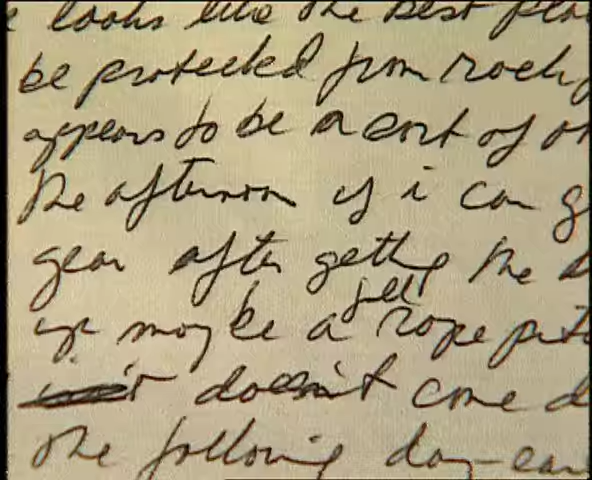 looks like the best
be protected from rock
appears to be a sort of
the afternoon if i can
gear after getting the
up maybe a full rope
doesn't come
the following day